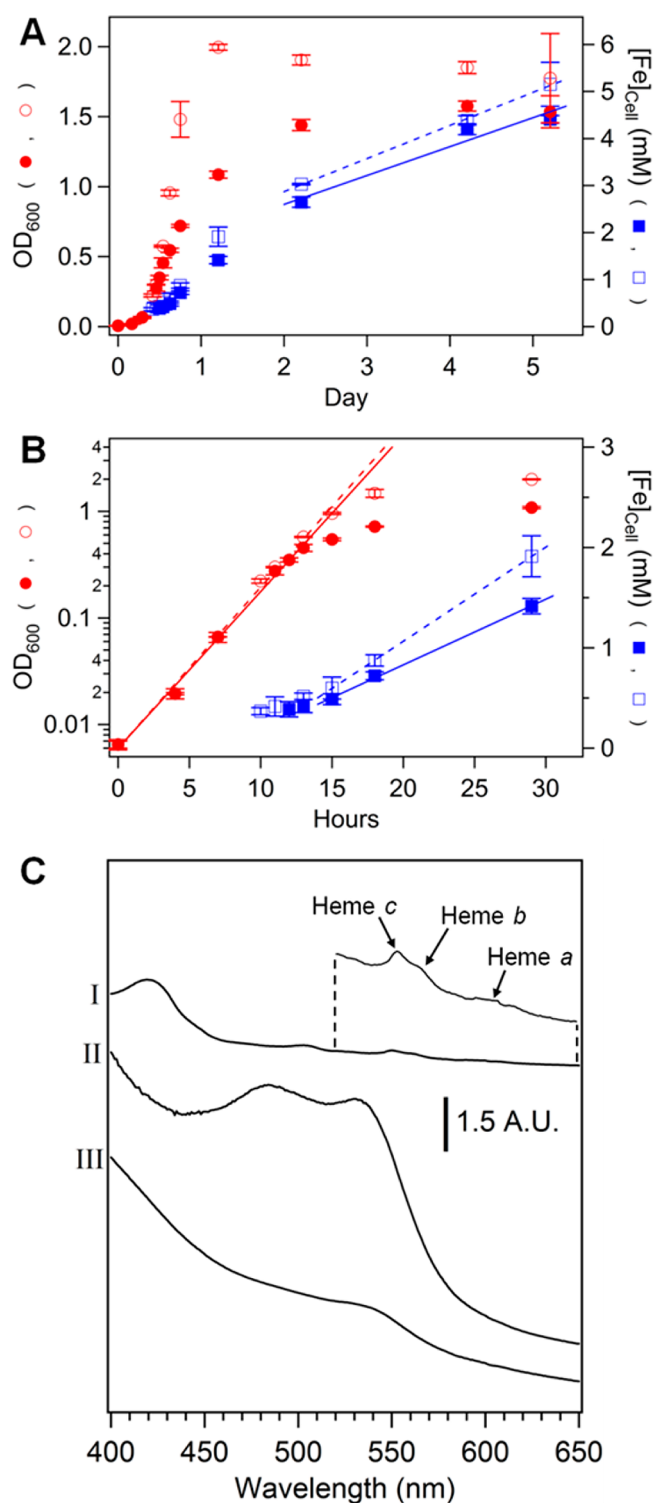 A
2.0
1.5
1.0
0.5
0.0
OD600 ( ● , ○ )
6
5
4
3
2
1
0
[Fe]Cell (mM) ( ■ , □ )
0 1 2 3 4 5
Day
B
4
2
1
4
2
0.1
4
2
0.01
OD600 ( ● , ○ )
3
2
1
0
[Fe]Cell (mM) ( ■ , □ )
0 5 10 15 20 25 30
Hours
C
Heme c
Heme b
Heme a
I
II
1.5 A.U.
III
400 450 500 550 600 650
Wavelength (nm)